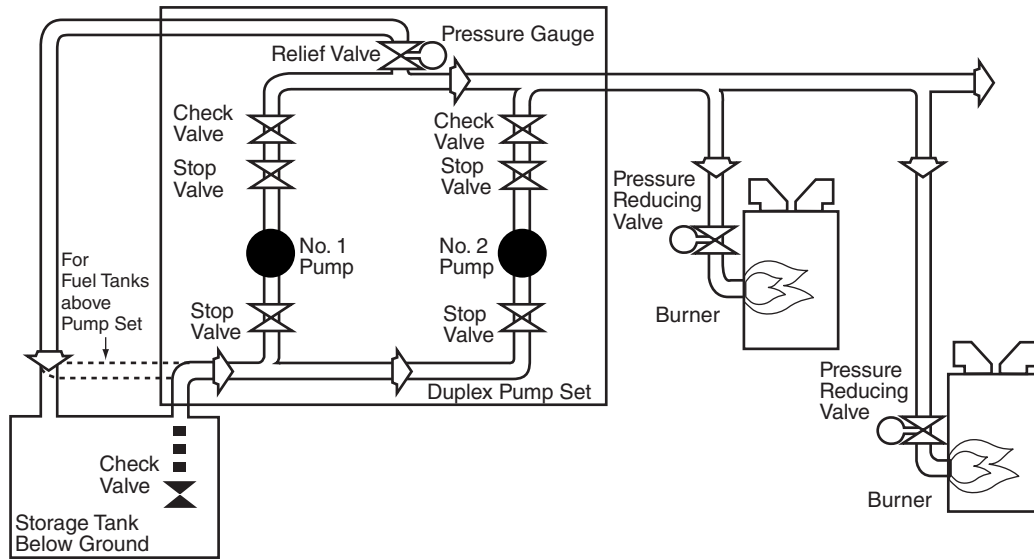 Pressure Gauge
Relief Valve
Check
Valve
Stop
Valve
Check
Valve
Stop
Valve
No. 1
Pump
No. 2
Pump
Pressure
Reducing
Valve
For
Fuel Tanks
above
Pump Set
Stop
Valve
Stop
Valve
Burner
Duplex Pump Set
Pressure
Reducing
Valve
Check
Valve
Burner
Storage Tank
Below Ground